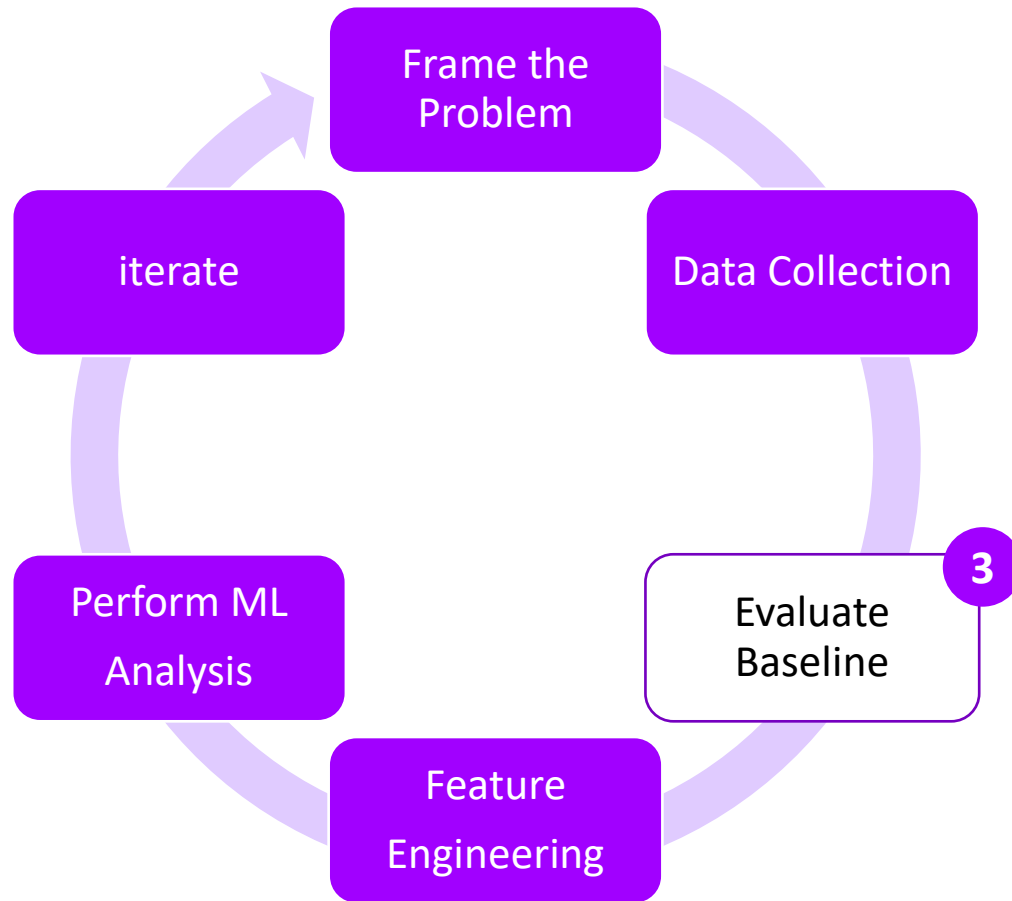 Frame the
Problem
Data Collection
3
Evaluate
Baseline
Feature
Engineering
Perform ML
Analysis
iterate